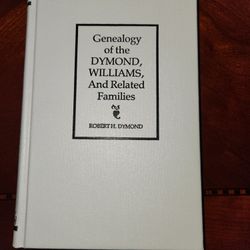 Genealogy
of the
DYMOND,
WILLIAMS,
And Related
Families
ROBERT H. DYMOND